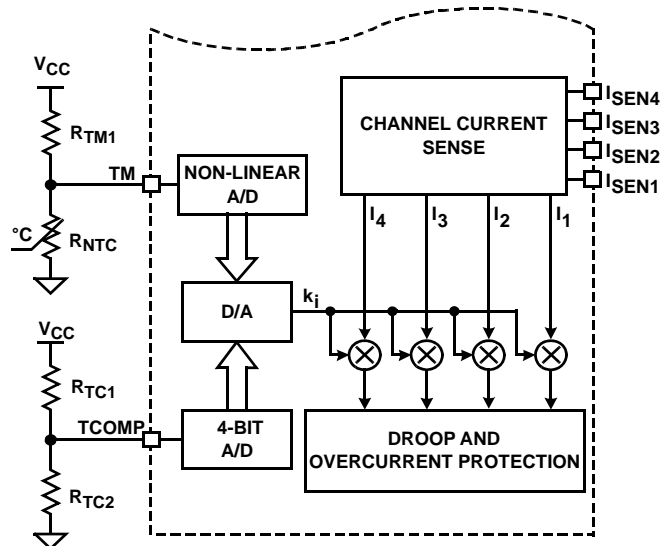 VCC
RTM1
TM
°C
RNTC
VCC
RTC1
TCOMP
RTC2
NON-LINEAR
A/D
D/A
4-BIT
A/D
ki
CHANNEL CURRENT
SENSE
ISEN4
ISEN3
ISEN2
ISEN1
I4
I3
I2
I1
DROOP AND
OVERCURRENT PROTECTION